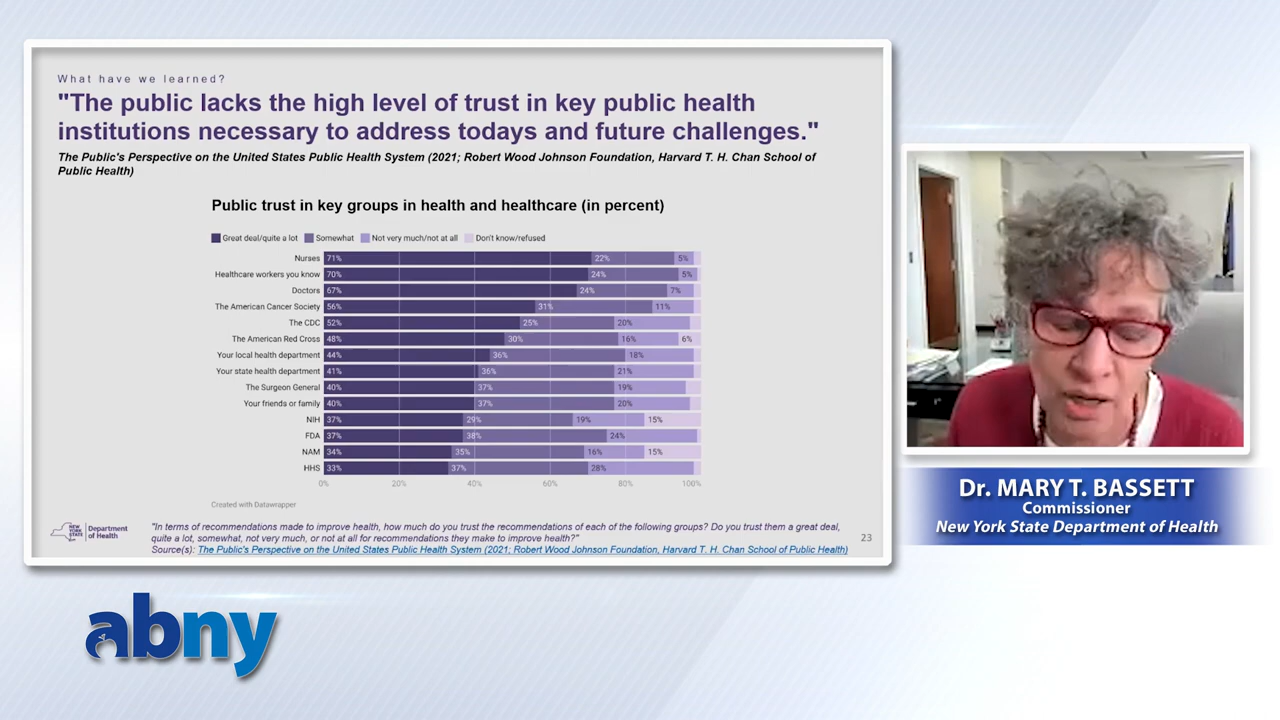 What have we learned?
"The public lacks the high level of trust in key public health
institutions necessary to address todays and future challenges."
The Public's Perspective on the United States Public Health System (2021; Robert Wood Johnson Foundation, Harvard T. H. Chan School of
Public Health)
Public trust in key groups in health and healthcare (in percent)
Great deal/quite a lot Somewhat Not very much/not at all Don't know/refused
Nurses 71% 22% 5%
Healthcare workers you know 70% 24% 5%
Doctors 67% 24% 7%
The American Cancer Society 56% 31% 11%
The CDC 52% 25% 20%
The American Red Cross 48% 30% 16% 6%
Your local health department 44% 36% 18%
Your state health department 41% 36% 21%
The Surgeon General 40% 37% 19%
Your friends or family 40% 37% 20%
NIH 37% 29% 19% 15%
FDA 37% 38% 24%
NAM 34% 35% 16% 15%
HHS 33% 37% 28%
0% 20% 40% 60% 80% 100%
Created with Datawrapper
NEW YORK STATE
Department
of Health
"In terms of recommendations made to improve health, how much do you trust the recommendations of each of the following groups? Do you trust them a great deal,
quite a lot, somewhat, not very much, or not at all for recommendations they make to improve health?"
Source(s): The Public's Perspective on the United States Public Health System (2021; Robert Wood Johnson Foundation, Harvard T. H. Chan School of Public Health)
23
Dr. MARY T. BASSETT
Commissioner
New York State Department of Health
abny